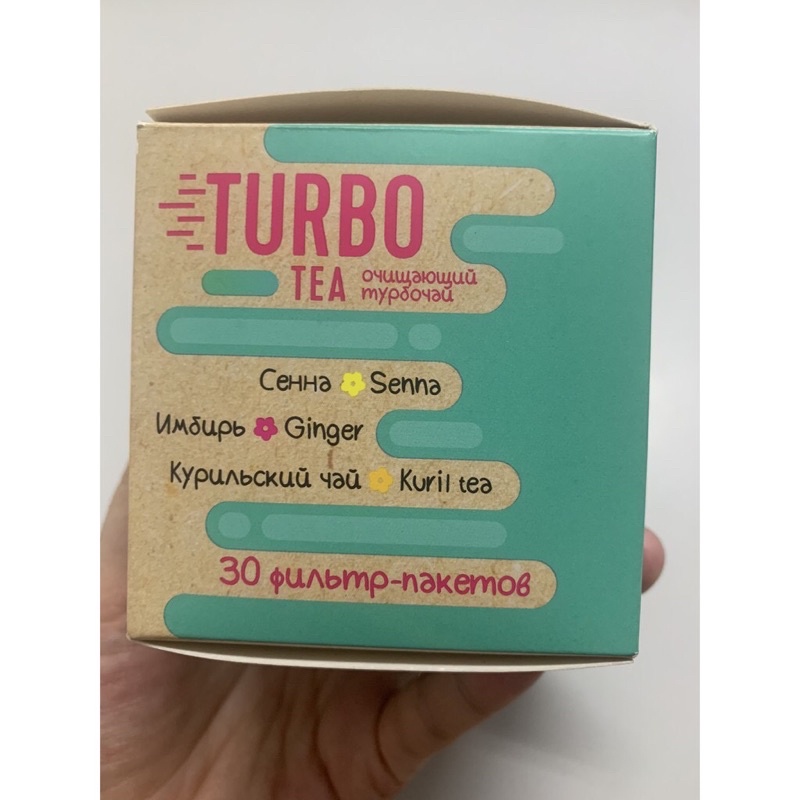 TURBO
TEA очищающий
турбочай
Сенна Senna
Имбирь Ginger
Курильский чай Kuril tea
30 фильтр-пакетов